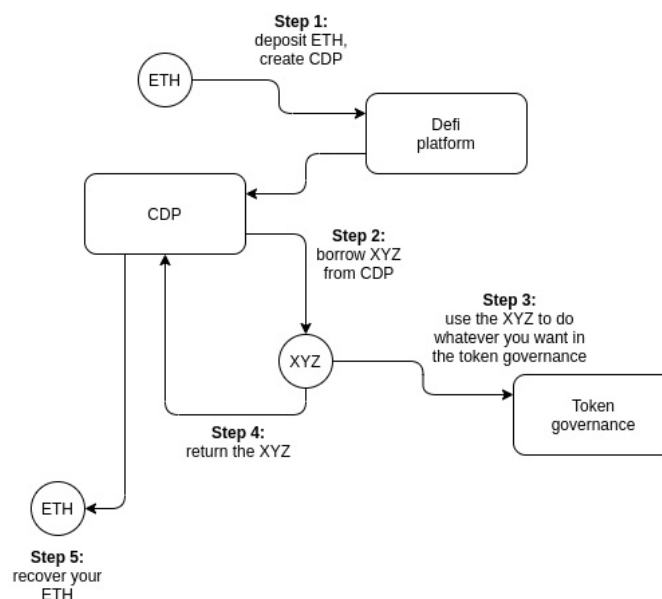 Step 1:
deposit ETH,
create CDP
ETH
Defi
platform
CDP
Step 2:
borrow XYZ
from CDP
Step 3:
use the XYZ to do
whatever you want in
the token governance
XYZ
Token
governance
Step 4:
return the XYZ
ETH
Step 5:
recover your
ETH